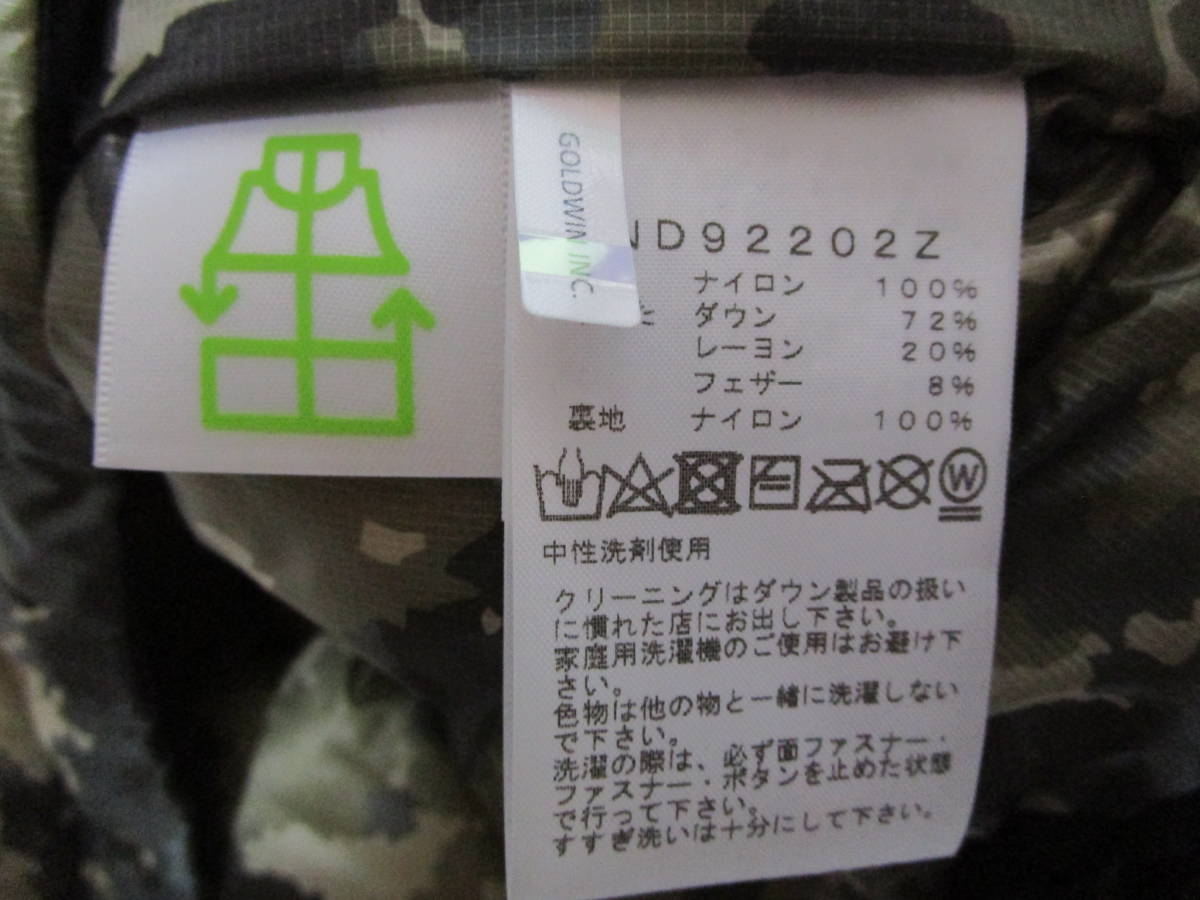 GOLDWIN INC.
ND92202Z
ナイロン 100%
ダウン 72%
レーヨン 20%
フェザー 8%
裏地 ナイロン 100%
W
中性洗剤使用
クリーニングはダウン製品の扱い
に慣れた店にお出し下さい。
家庭用洗濯機のご使用はお避け下
さい。
色物は他の物と一緒に洗濯しない
で下さい。
洗濯の際は、必ず面ファスナー・
ファスナー・ボタンを止めた状態
で行って下さい。
すすぎ洗いは十分にして下さい。